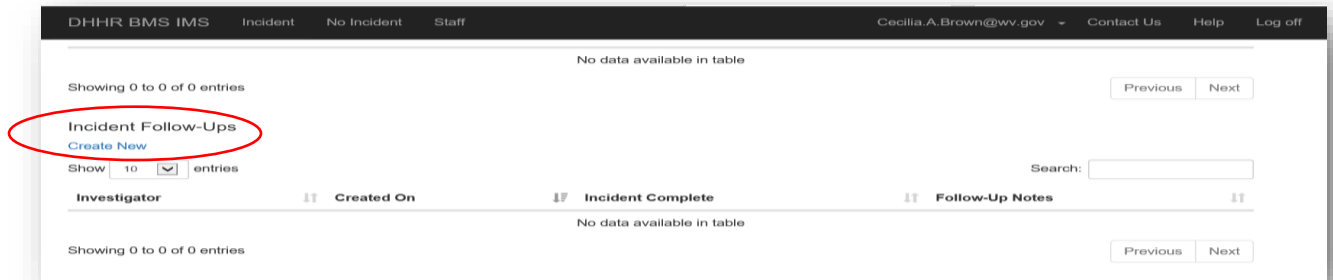 DHHR BMS IMS Incident No Incident Staff Cecilia.A.Brown@wv.gov Contact Us Help Log off
No data available in table
Showing 0 to 0 of 0 entries Previous Next
Incident Follow-Ups
Create New
Show 10 entries Search:
Investigator Created On Incident Complete Follow-Up Notes
No data available in table
Showing 0 to 0 of 0 entries Previous Next